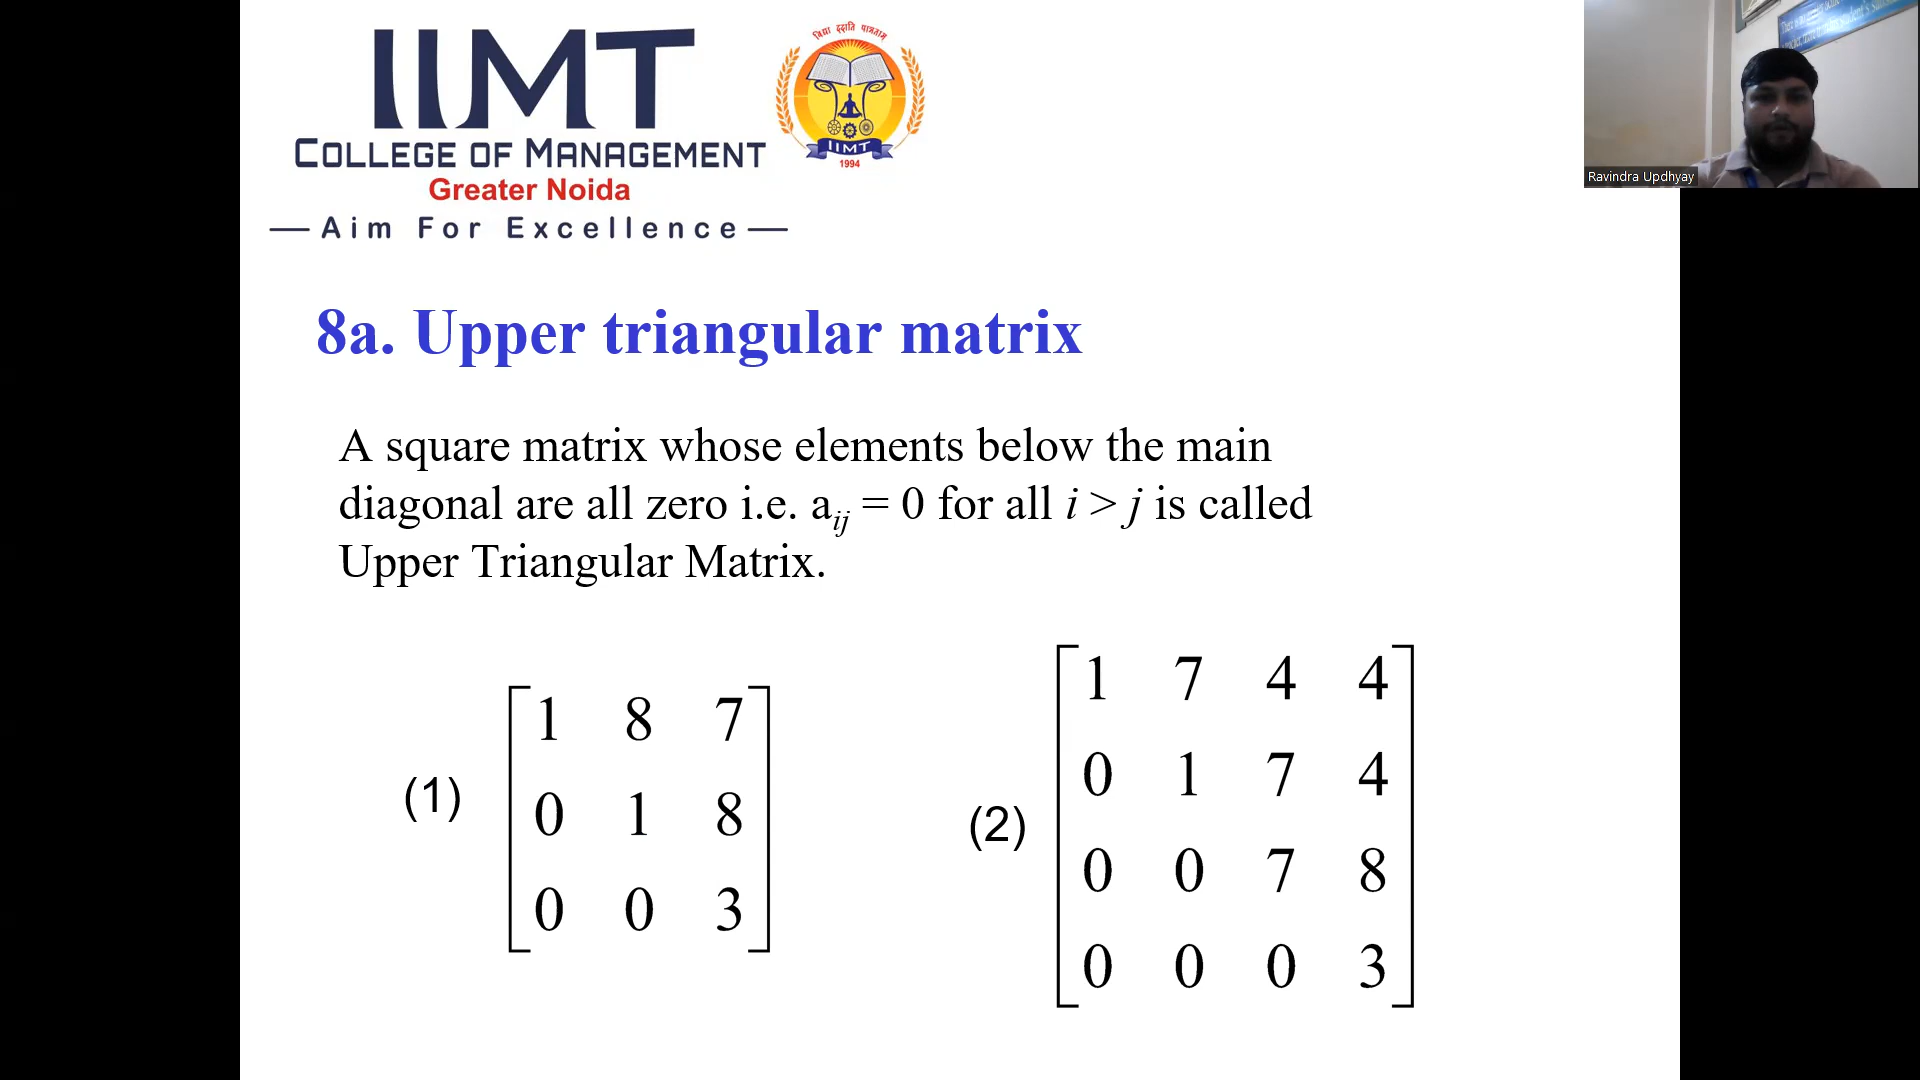 IIMT
COLLEGE OF MANAGEMENT
Greater Noida
Aim For Excellence
विद्या ददाति पात्रताम्
IIMT
1994
Ravindra Updhyay
8a. Upper triangular matrix
A square matrix whose elements below the main
diagonal are all zero i.e. aij = 0 for all i > j is called
Upper Triangular Matrix.
(1)
1 8 7
0 1 8
0 0 3
(2)
1 7 4 4
0 1 7 4
0 0 7 8
0 0 0 3